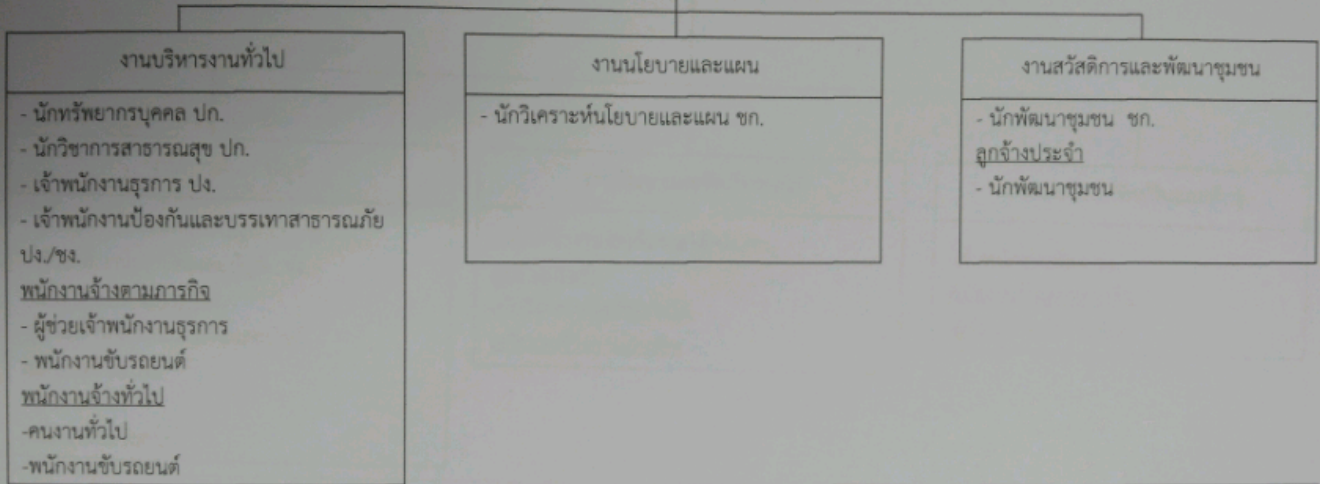 งานบริหารงานทั่วไป
- นักทรัพยากรบุคคล ปก.
- นักวิชาการสาธารณสุข ปก.
- เจ้าพนักงานธุรการ ปง.
- เจ้าพนักงานป้องกันและบรรเทาสาธารณภัย
ปง./ชง.
พนักงานจ้างตามภารกิจ
- ผู้ช่วยเจ้าพนักงานธุรการ
- พนักงานขับรถยนต์
พนักงานจ้างทั่วไป
-คนงานทั่วไป
-พนักงานขับรถยนต์
งานนโยบายและแผน
- นักวิเคราะห์นโยบายและแผน ชก.
งานสวัสดิการและพัฒนาชุมชน
- นักพัฒนาชุมชน ชก.
ลูกจ้างประจำ
- นักพัฒนาชุมชน